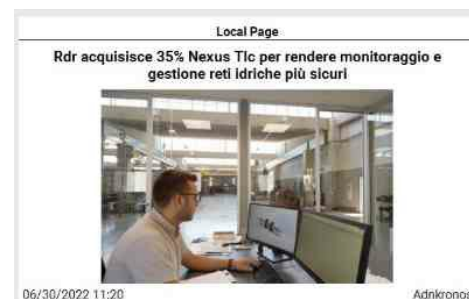 Local Page
Rdr acquisisce 35% Nexus Tlc per rendere monitoraggio e
gestione reti idriche più sicuri
06/30/2022 11:20
Adnkronos